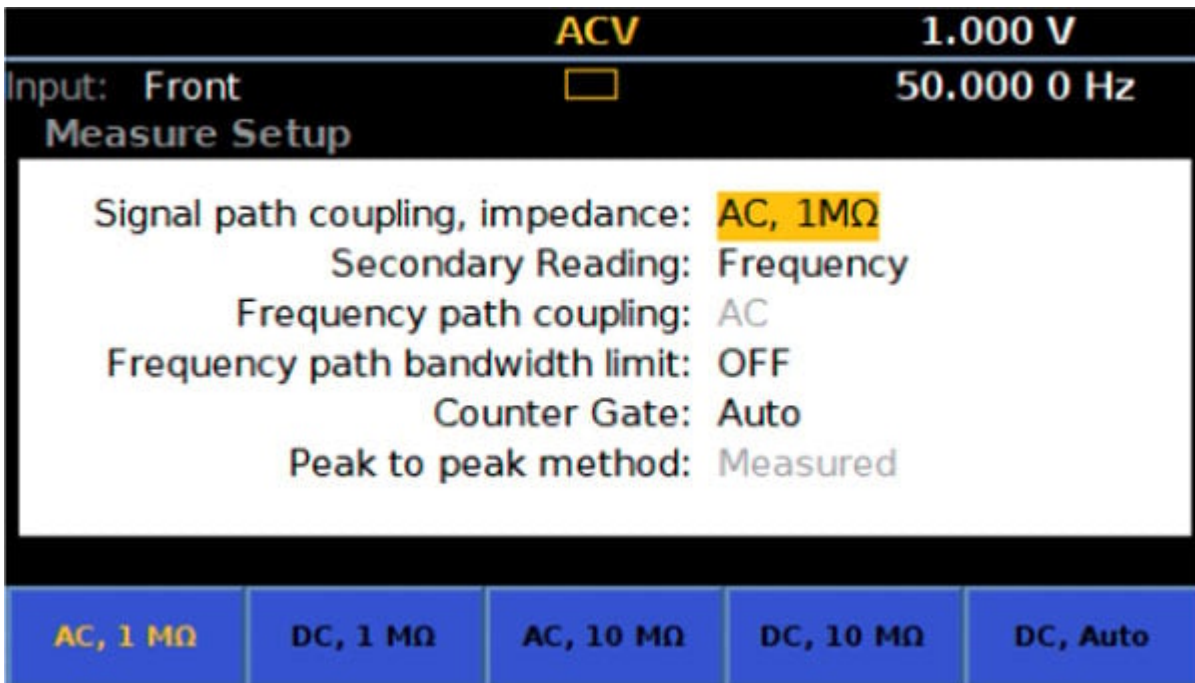 ACV 1.000 V
Input: Front 50.000 0 Hz
Measure Setup
Signal path coupling, impedance: AC, 1MΩ
Secondary Reading: Frequency
Frequency path coupling: AC
Frequency path bandwidth limit: OFF
Counter Gate: Auto
Peak to peak method: Measured
AC, 1 MΩ DC, 1 MΩ AC, 10 MΩ DC, 10 MΩ DC, Auto